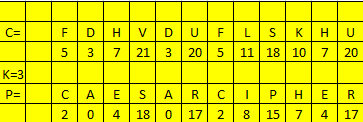 C= F D H V D U F L S K H U
5 3 7 21 3 20 5 11 18 10 7 20
K=3
P= C A E S A R C I P H E R
2 0 4 18 0 17 2 8 15 7 4 17